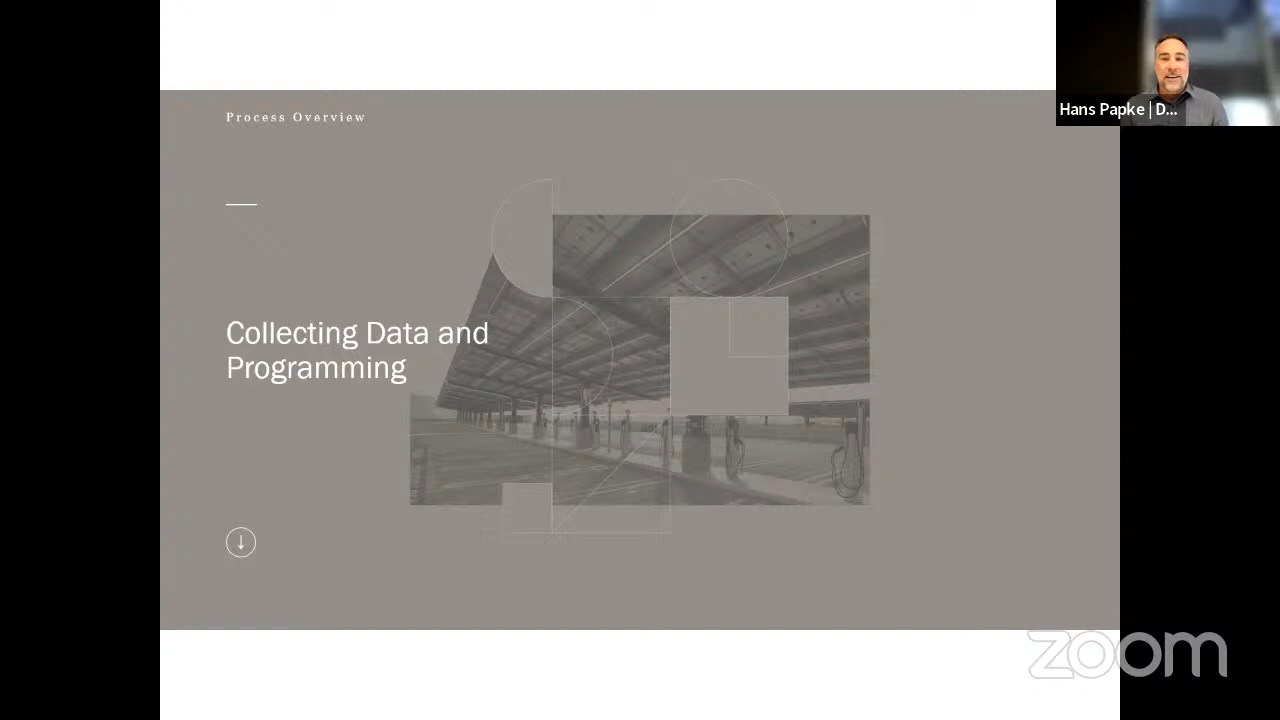 Process Overview
Hans Papke | D...
Collecting Data and
Programming
zoom